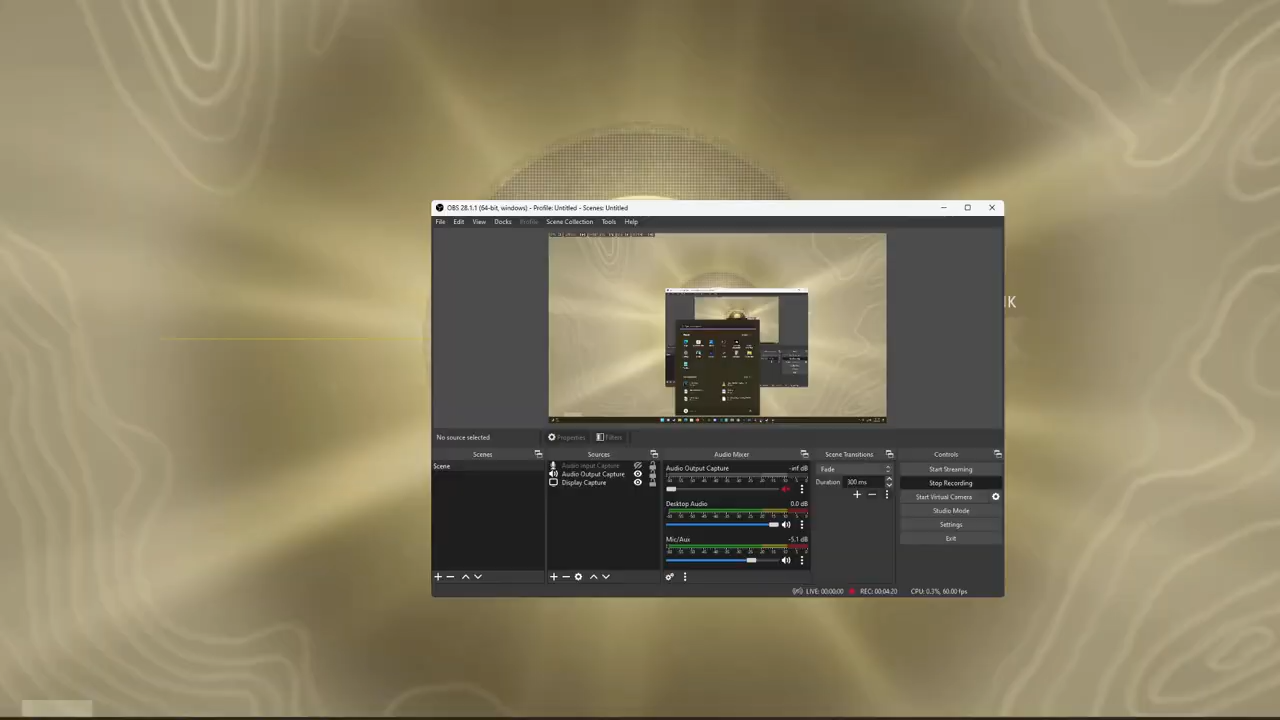 OBS 28.1.1 (64-bit, windows) - Profile: Untitled - Scenes: Untitled
File Edit View Docks Profile Scene Collection Tools Help
NK
No source selected
Properties
Filters
Scenes
Scene
Sources
Audio Input Capture
Audio Output Capture
Display Capture
Audio Mixer
Audio Output Capture -inf dB
Desktop Audio 0.0 dB
Mic/Aux -5.1 dB
Scene Transitions
Fade
Duration 300 ms
Controls
Start Streaming
Stop Recording
Start Virtual Camera
Studio Mode
Settings
Exit
LIVE: 00:00:00 REC: 00:04:20 CPU: 0.3%, 60.00 fps